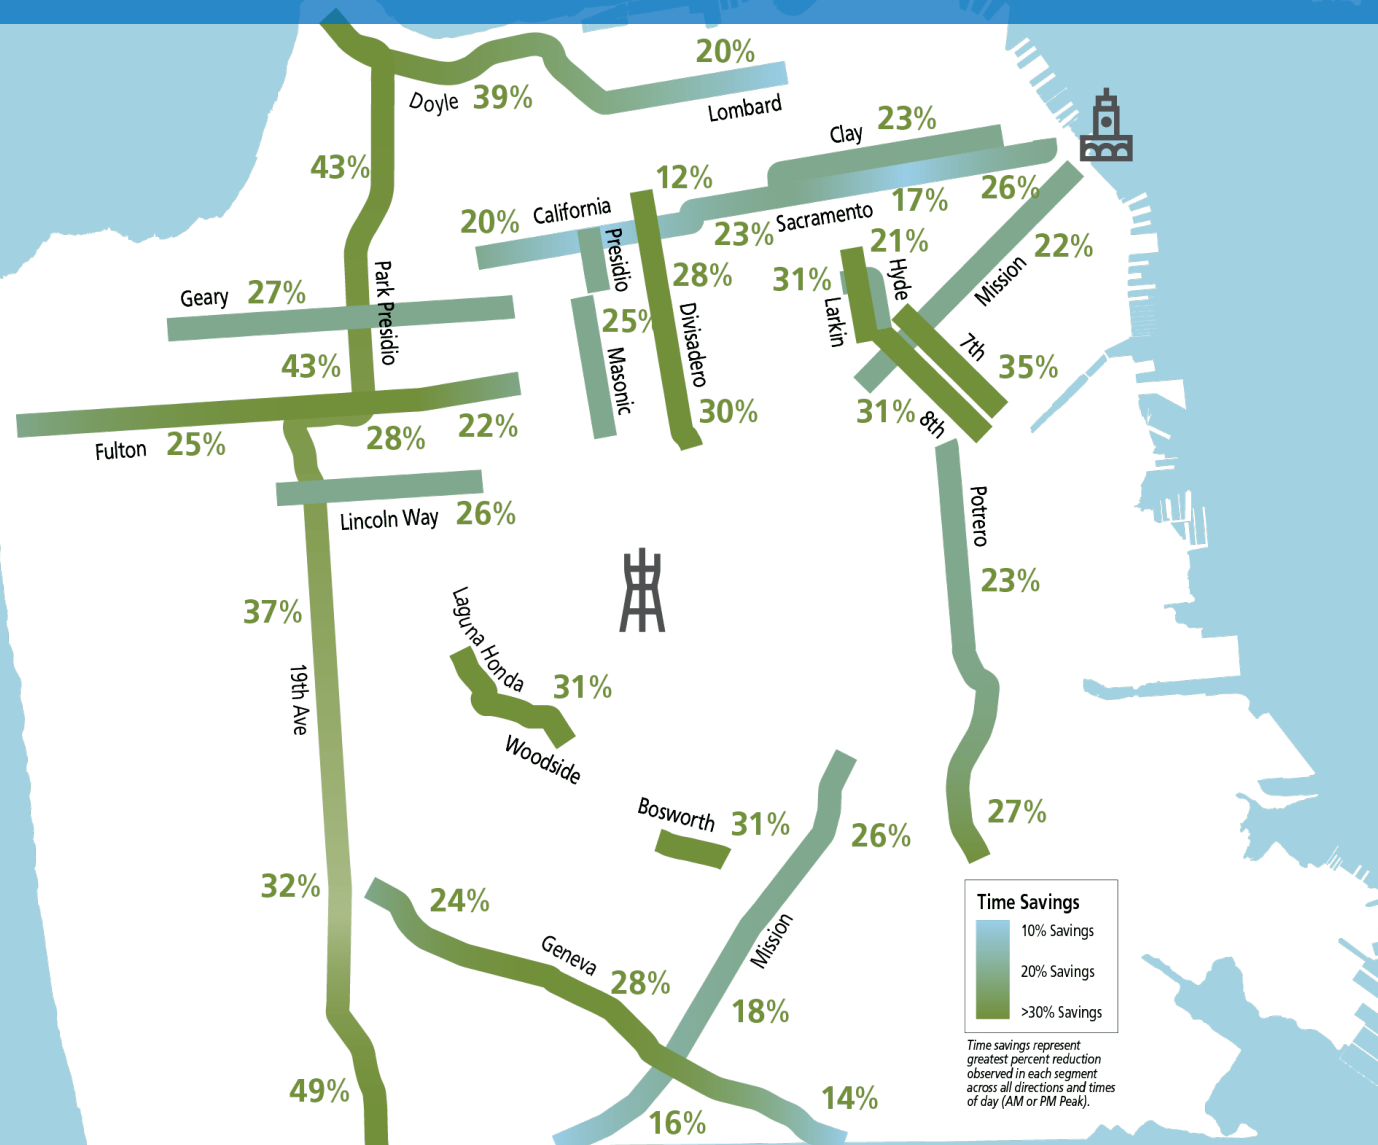 20%
Doyle 39%
Lombard
Clay 23%
43%
12%
20% California
Sacramento 17% 26%
23%
21%
22%
Presidio
28%
31%
Hyde
Mission
Geary 27%
Park Presidio
25%
Divisadero
Larkin
7th
35%
43%
Masonic
30%
31% 8th
Fulton 25%
28%
22%
Lincoln Way 26%
Potrero
23%
37%
Laguna Honda
31%
19th Ave
Woodside
Bosworth 31%
26%
27%
32%
24%
Mission
Geneva
28%
18%
49%
14%
16%
Time Savings
10% Savings
20% Savings
>30% Savings
Time savings represent
greatest percent reduction
observed in each segment
across all directions and times
of day (AM or PM Peak).